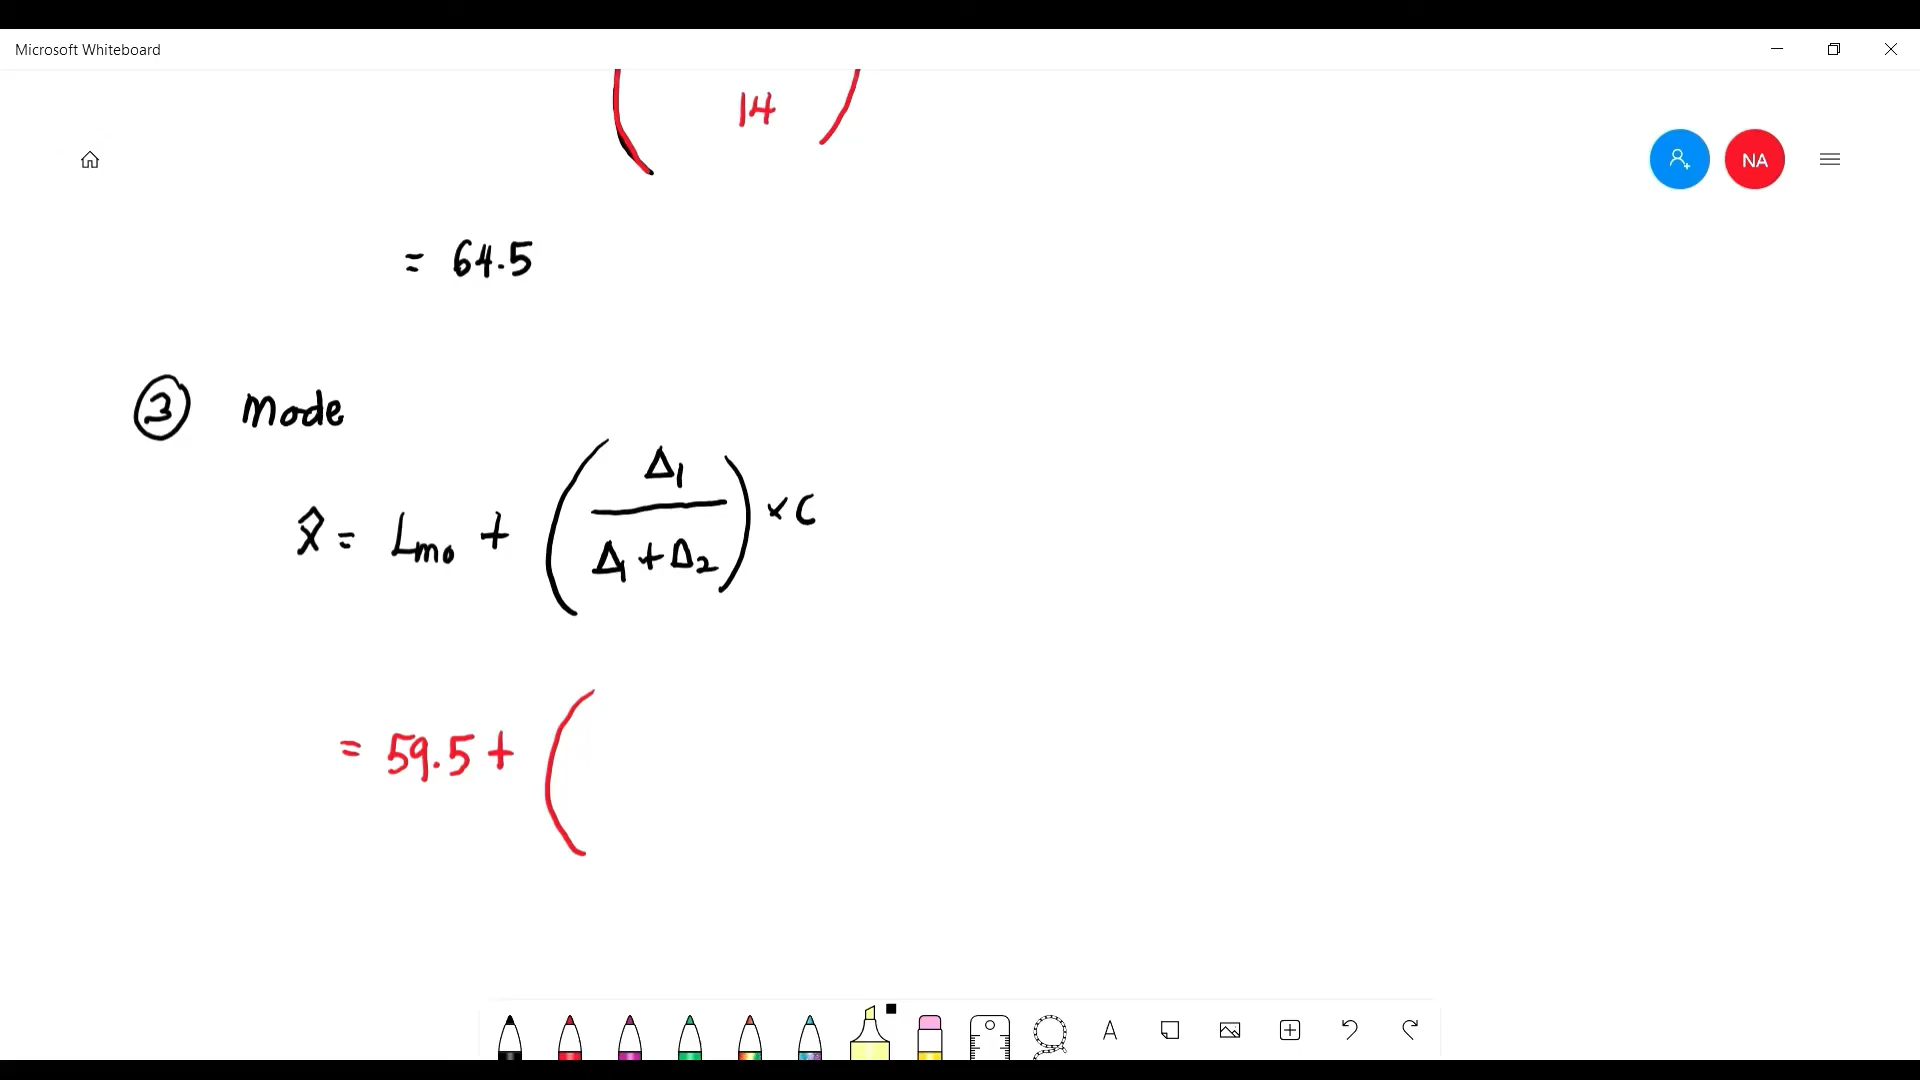 Microsoft Whiteboard
14
NA
= 64.5
3 Mode
x̂ = Lmo + ( Δ1 / Δ1 + Δ2 ) × C
= 59.5 + (
A